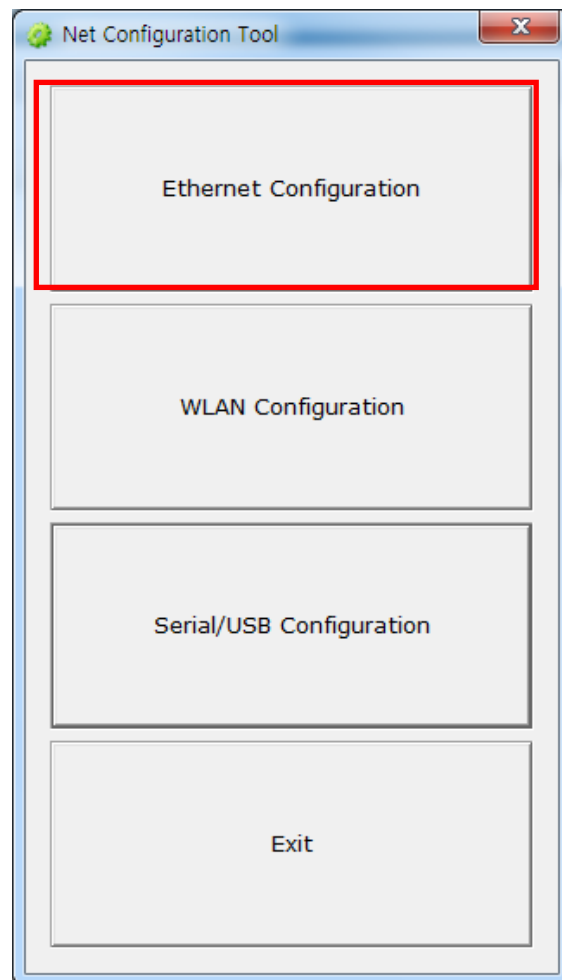 Net Configuration Tool
Ethernet Configuration
WLAN Configuration
Serial/USB Configuration
Exit